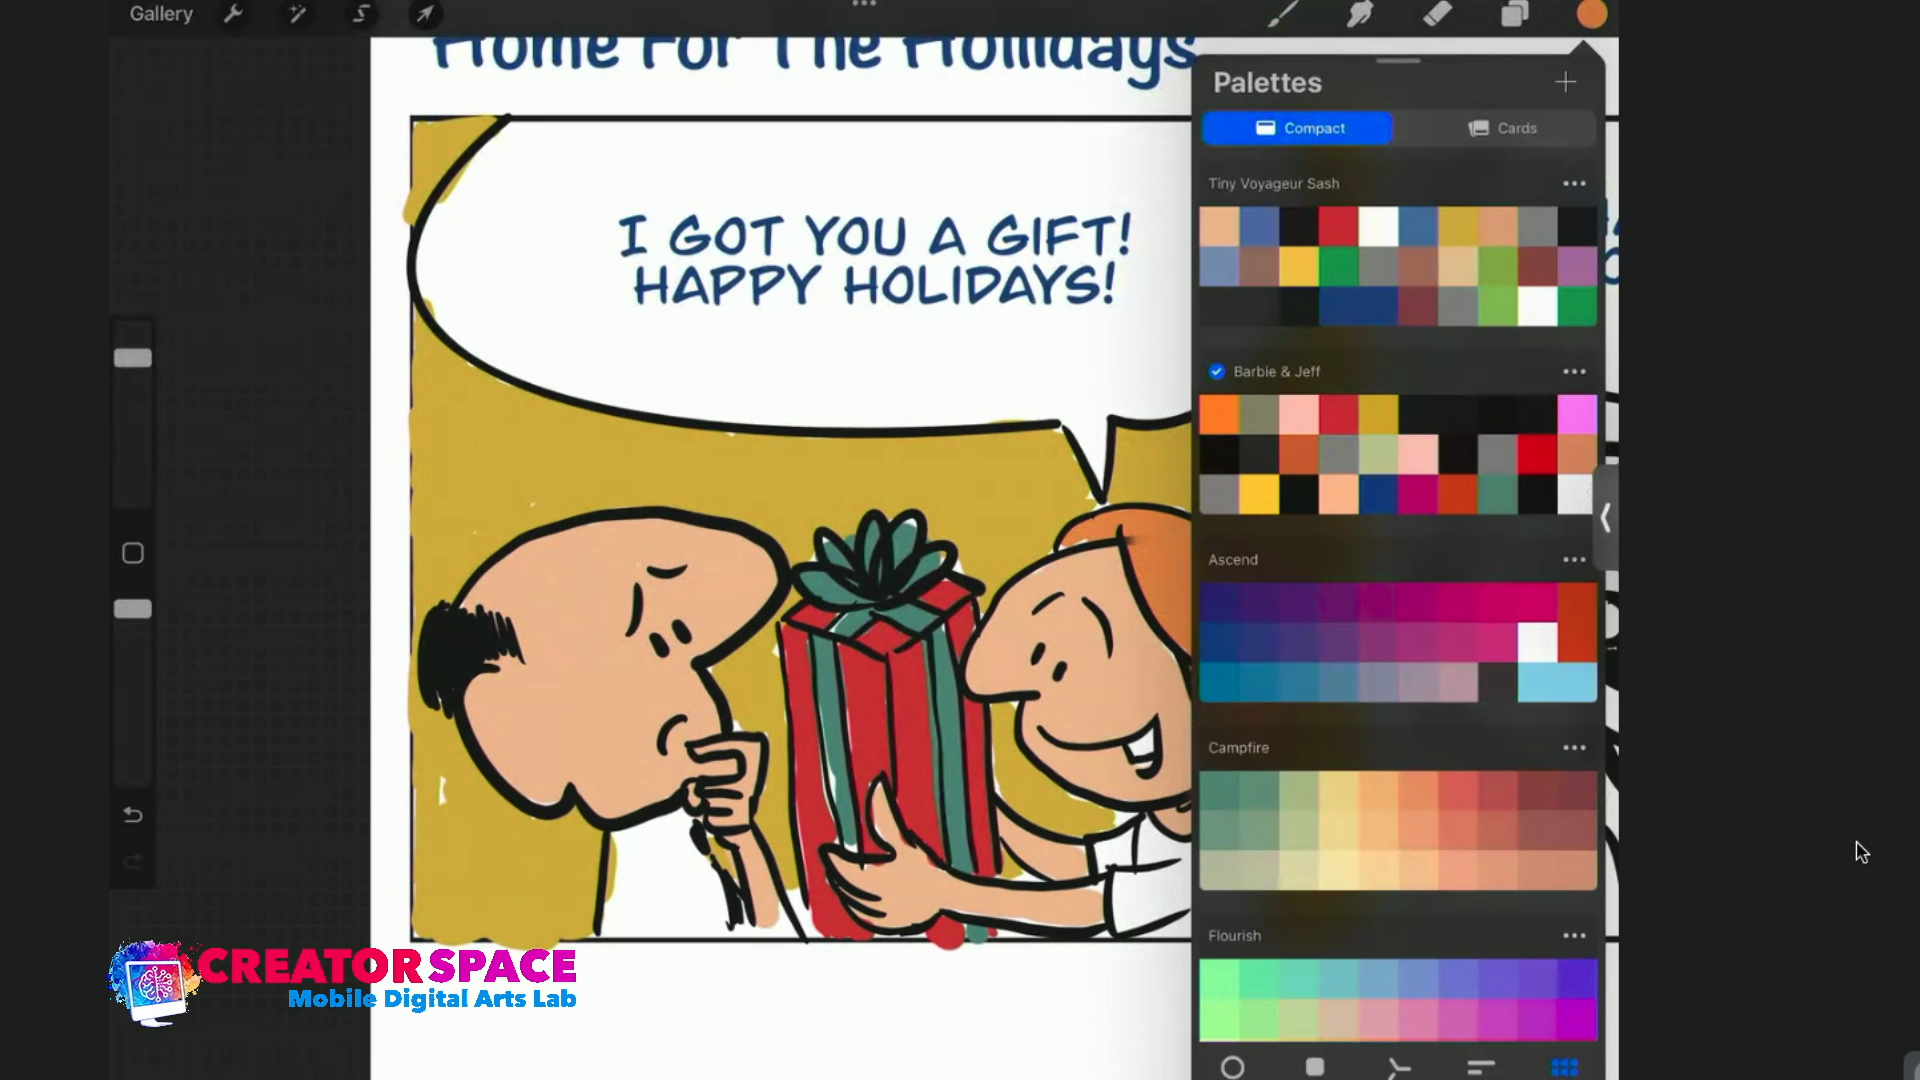 Gallery
Home For The Hollidays
Palettes
Compact
Cards
Tiny Voyageur Sash
I GOT YOU A GIFT!
HAPPY HOLIDAYS!
Barbie & Jeff
Ascend
Campfire
Flourish
CREATORSPACE
Mobile Digital Arts Lab